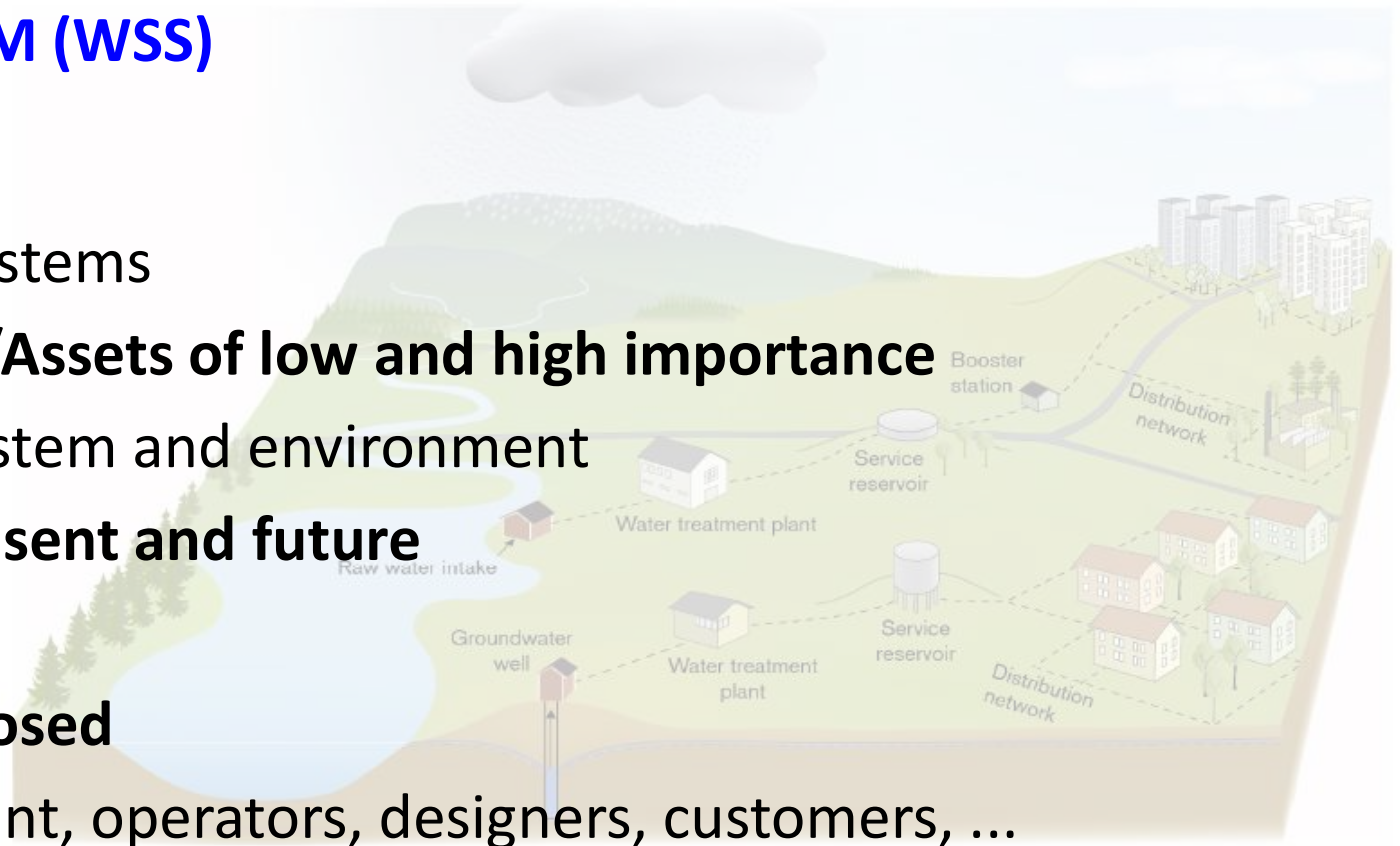 M (WSS)
stems
/Assets of low and high importance
Booster
station
Distribution
network
stem and environment
Service
reservoir
Water treatment plant
sent and future
Raw water intake
Groundwater
well
Service
reservoir
Water treatment
plant
Distribution
network
osed
nt, operators, designers, customers, ...